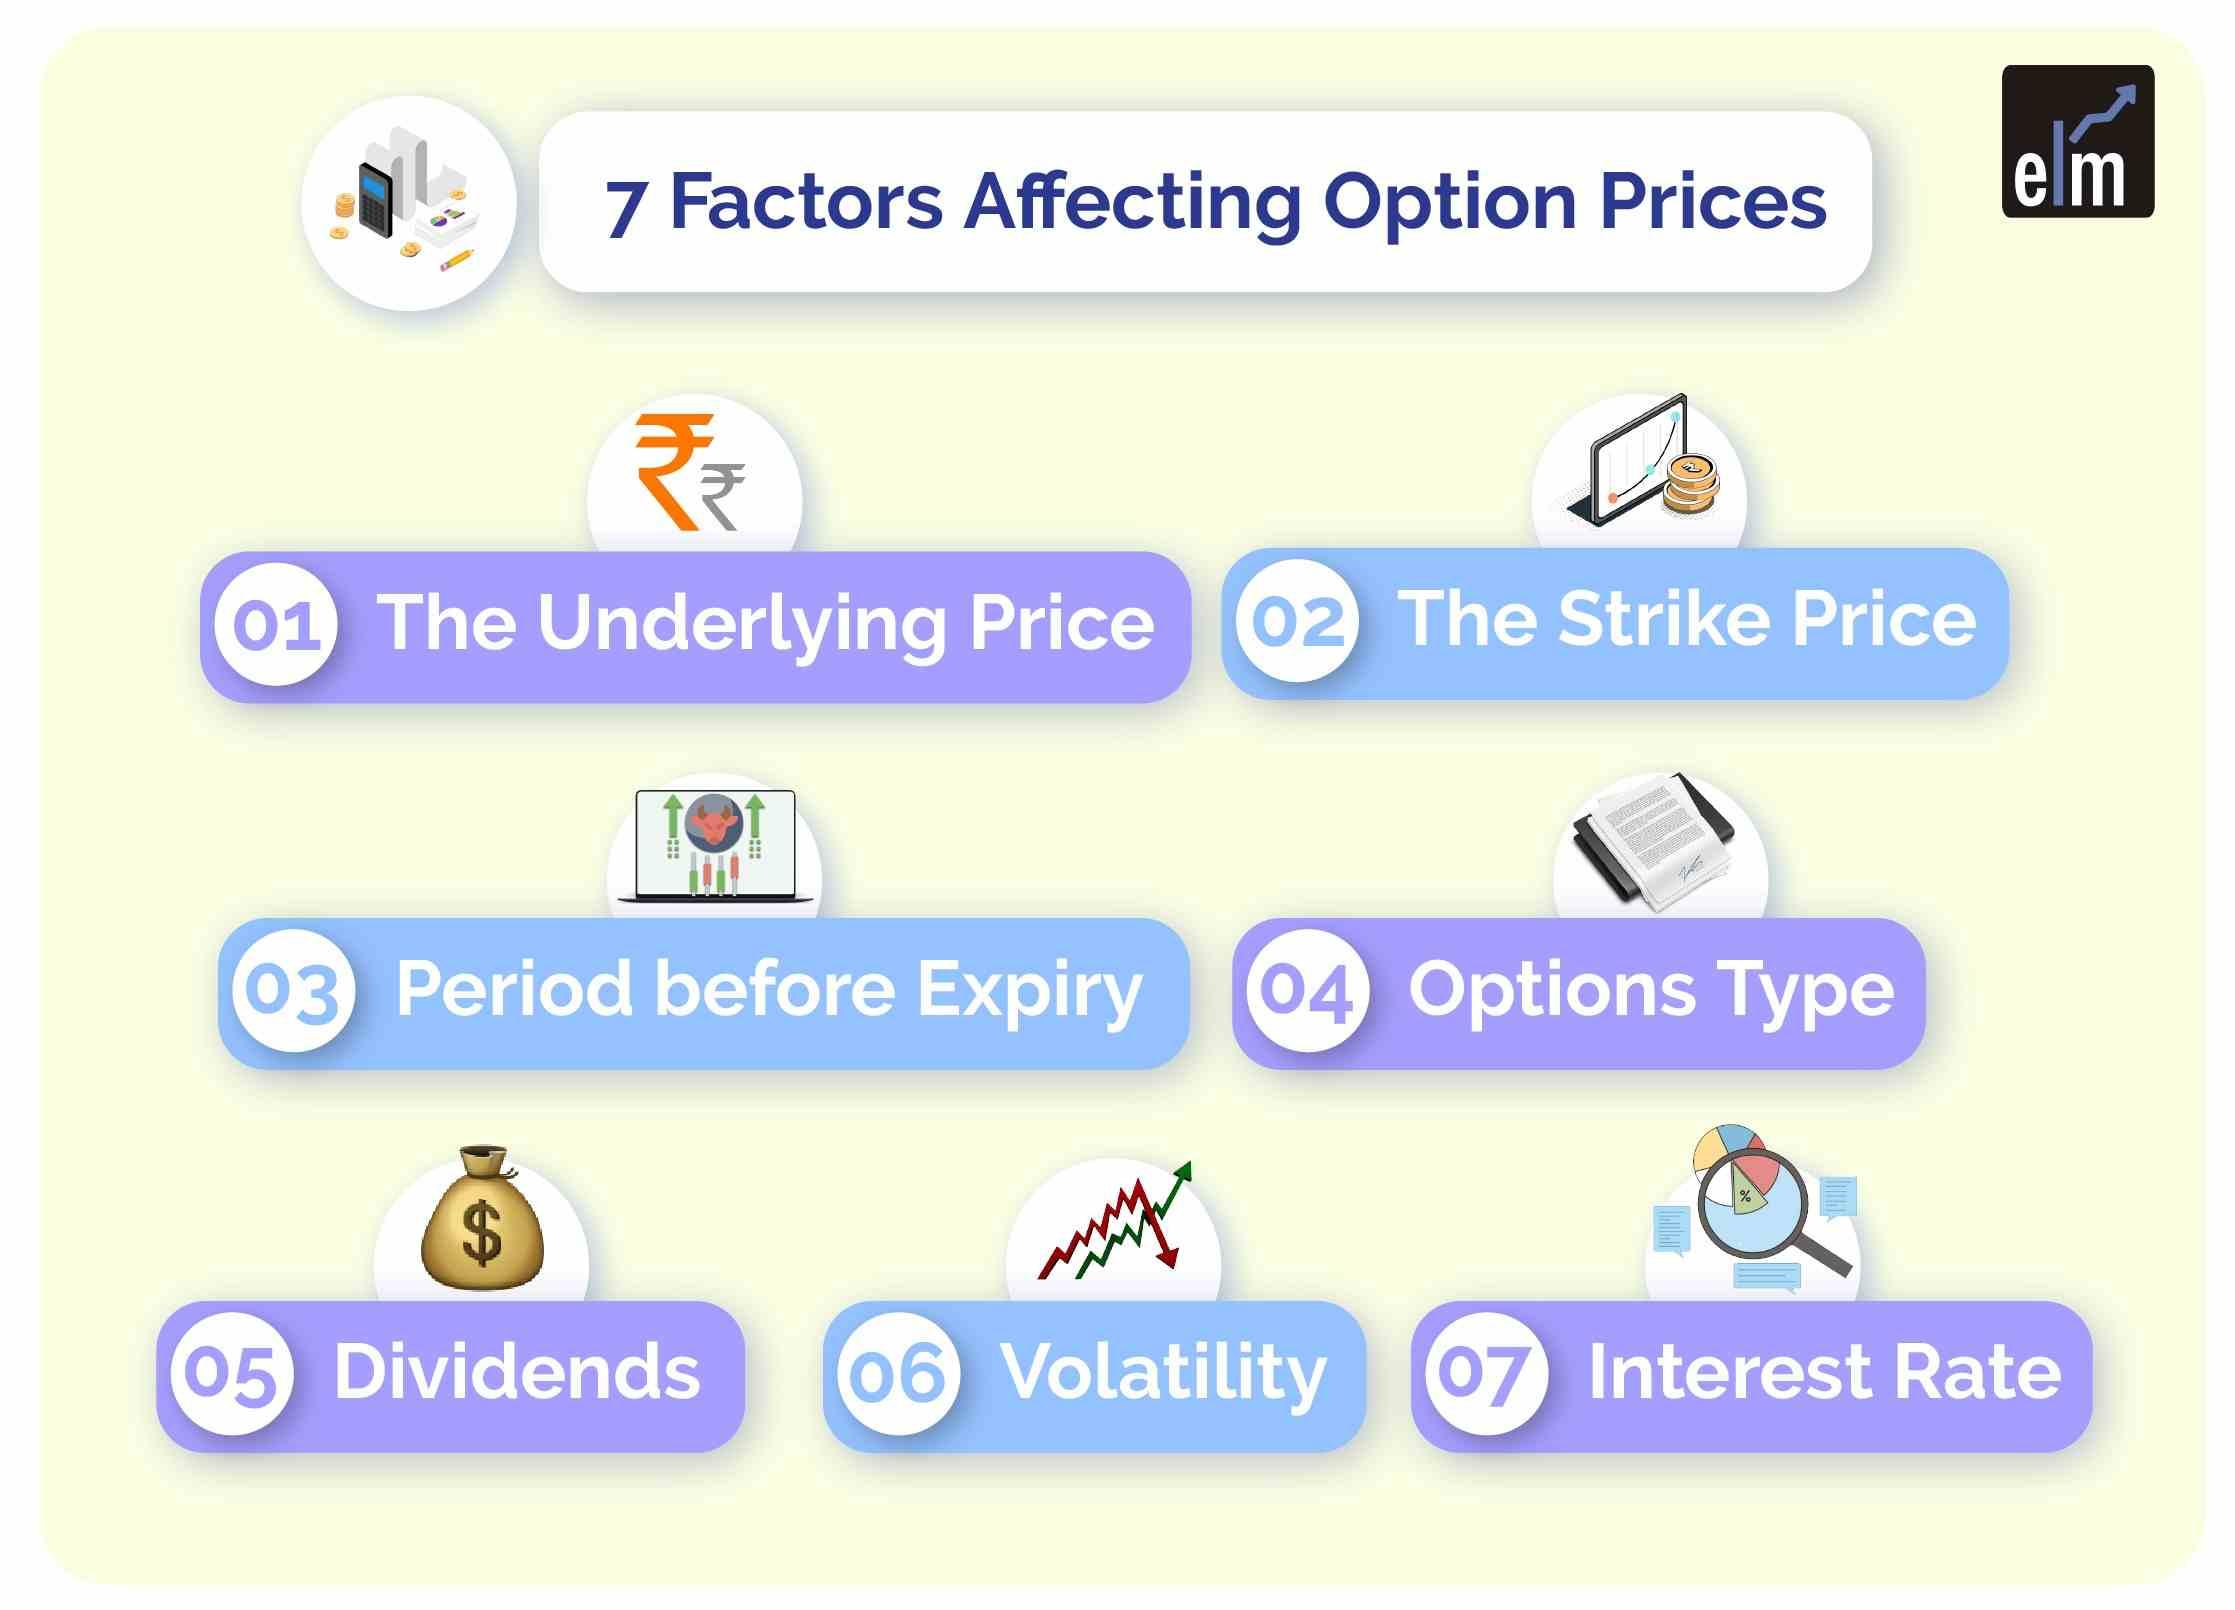 7 Factors Affecting Option Prices
elm
₹
₹
01 The Underlying Price
02 The Strike Price
03 Period before Expiry
04 Options Type
$
%
05 Dividends
06 Volatility
07 Interest Rate